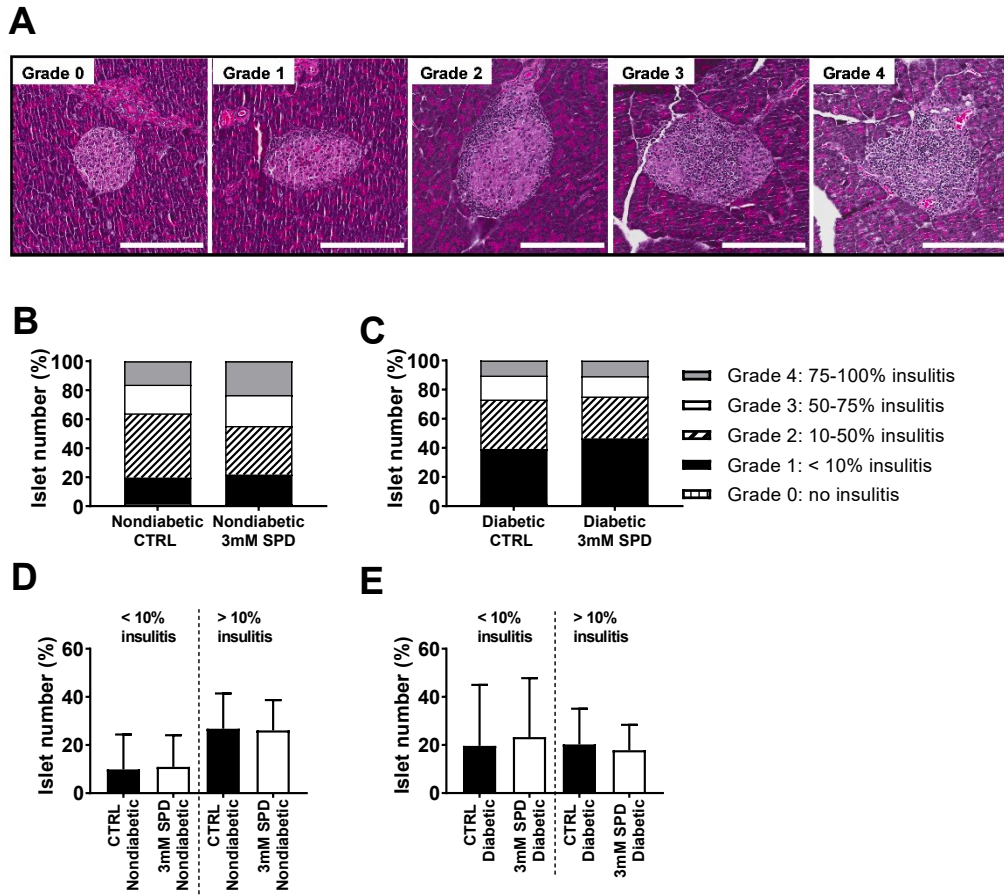 A
Grade 0
Grade 1
Grade 2
Grade 3
Grade 4
B
Islet number (%)
100
80
60
40
20
0
Nondiabetic
CTRL
Nondiabetic
3mM SPD
C
Islet number (%)
100
80
60
40
20
0
Diabetic
CTRL
Diabetic
3mM SPD
Grade 4: 75-100% insulitis
Grade 3: 50-75% insulitis
Grade 2: 10-50% insulitis
Grade 1: < 10% insulitis
Grade 0: no insulitis
D
< 10%
insulitis
> 10%
insulitis
Islet number (%)
60
40
20
0
CTRL
Nondiabetic
3mM SPD
Nondiabetic
CTRL
Nondiabetic
3mM SPD
Nondiabetic
E
< 10%
insulitis
> 10%
insulitis
Islet number (%)
60
40
20
0
CTRL
Diabetic
3mM SPD
Diabetic
CTRL
Diabetic
3mM SPD
Diabetic